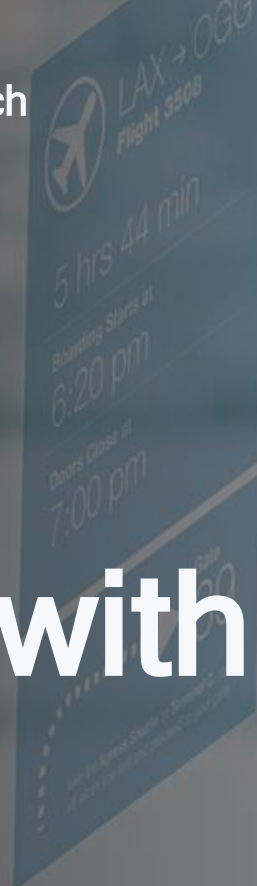 ch
LAX → OGG
Flight 3508
5 hrs 44 min
Boarding Starts at
6:20 pm
Doors Close at
7:00 pm
with
Gate